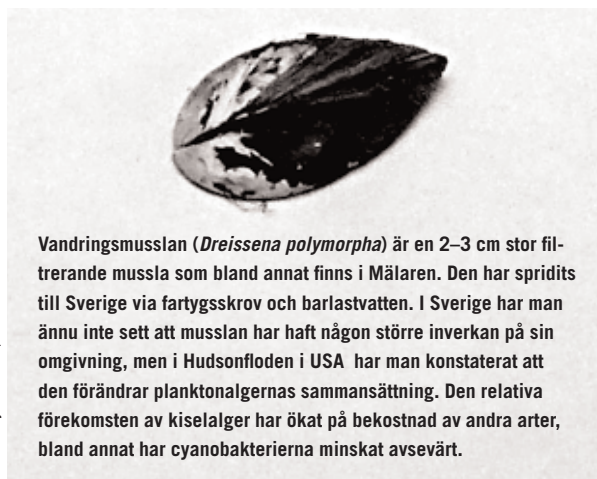 Vandringsmusslan (Dreissena polymorpha) är en 2–3 cm stor fil-
trerande mussla som bland annat finns i Mälaren. Den har spridits
till Sverige via fartygsskrov och barlastvatten. I Sverige har man
ännu inte sett att musslan har haft någon större inverkan på sin
omgivning, men i Hudsonfloden i USA har man konstaterat att
den förändrar planktonalgernas sammansättning. Den relativa
förekomsten av kiselalger har ökat på bekostnad av andra arter,
bland annat har cyanobakterierna minskat avsevärt.